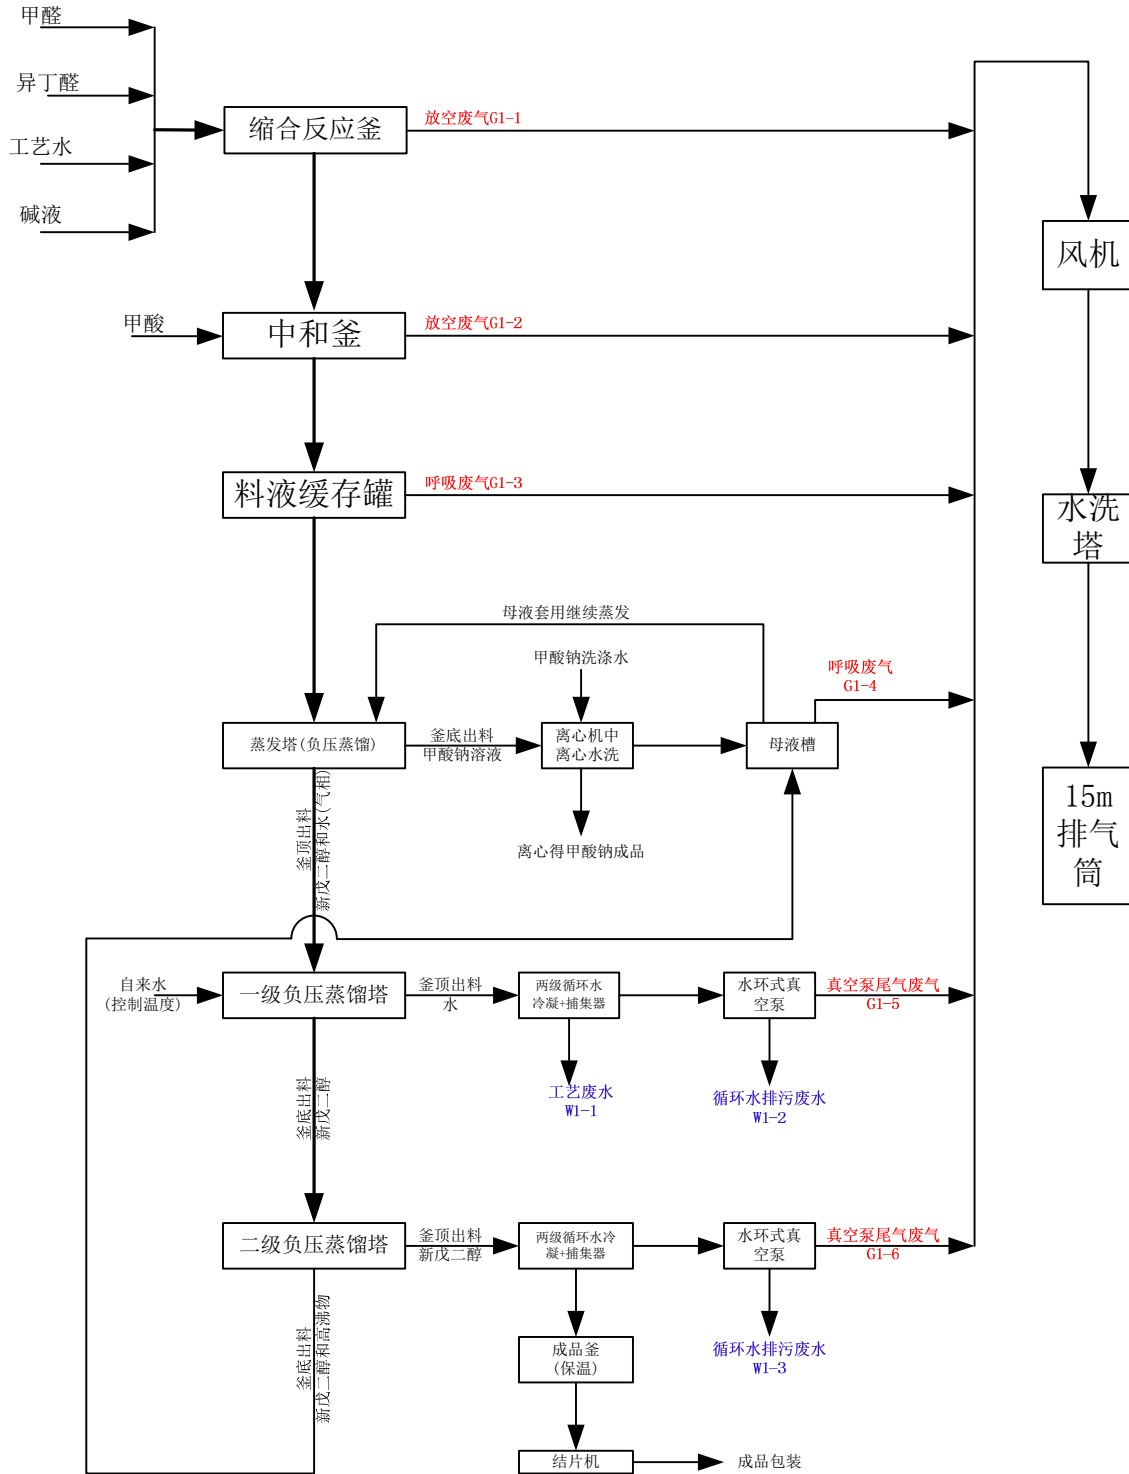 甲醛
异丁醛
工艺水
碱液
缩合反应釜
放空废气G1-1
风机
甲酸
中和釜
放空废气G1-2
料液缓存罐
呼吸废气G1-3
水洗
塔
母液套用继续蒸发
甲酸钠洗涤水
呼吸废气
G1-4
蒸发塔(负压蒸馏)
釜底出料
甲酸钠溶液
离心机中
离心水洗
母液槽
离心得甲酸钠成品
15m
排气
筒
釜顶出料
新戊二醇和水(气相)
自来水
(控制温度)
一级负压蒸馏塔
釜顶出料
水
两级循环水
冷凝+捕集器
水环式真
空泵
真空泵尾气废气
G1-5
工艺废水
W1-1
循环水排污废水
W1-2
釜底出料
新戊二醇
二级负压蒸馏塔
釜顶出料
新戊二醇
两级循环水冷
凝+捕集器
水环式真
空泵
真空泵尾气废气
G1-6
循环水排污废水
W1-3
釜底出料
新戊二醇和高沸物
成品釜
(保温)
结片机
成品包装